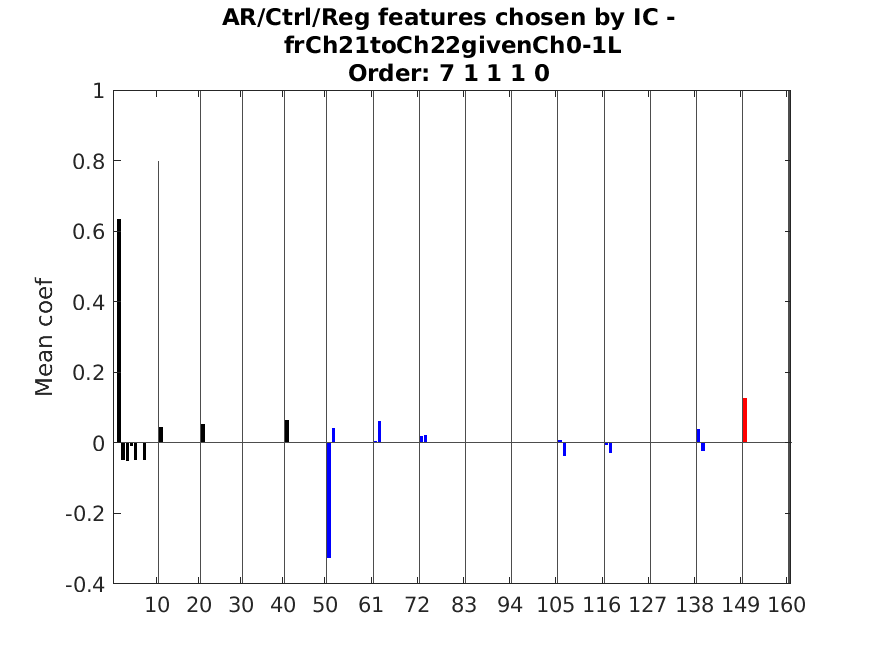 AR/Ctrl/Reg features chosen by IC -
frCh21toCh22givenCh0-1L
Order: 7 1 1 1 0
1
0.8
0.6
0.4
0.2
0
-0.2
-0.4
Mean coef
10 20 30 40 50 61 72 83 94 105 116 127 138 149 160